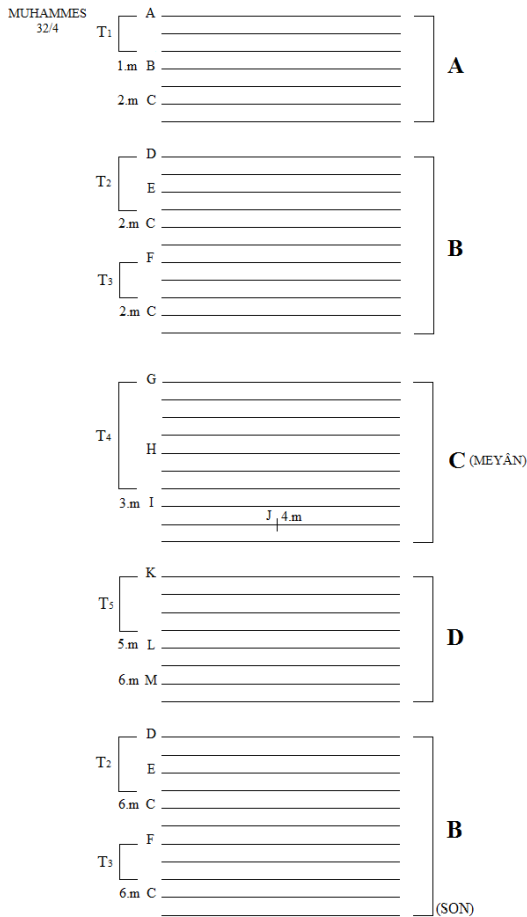 MUHAMMES
32/4
A
T1
1.m B
2.m C
A
D
T2
E
2.m C
F
T3
2.m C
B
G
T4
H
3.m I
J 4.m
C (MEYÂN)
K
T5
5.m L
6.m M
D
D
T2
E
6.m C
F
T3
6.m C
B
(SON)